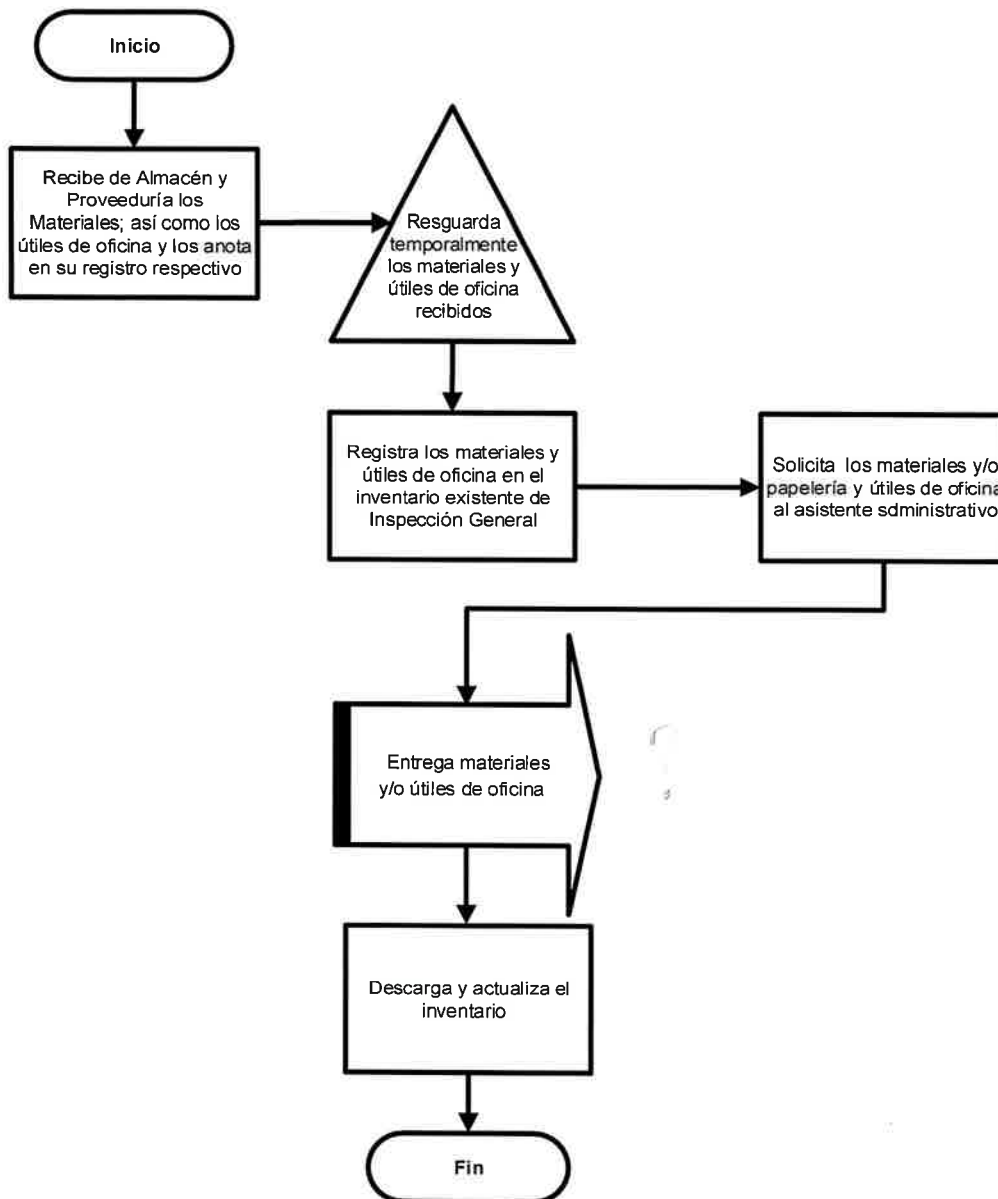 Inicio
Recibe de Almacén y
Proveeduría los
Materiales; así como los
útiles de oficina y los anota
en su registro respectivo
Resguarda
temporalmente
los materiales y
útiles de oficina
recibidos
Registra los materiales y
útiles de oficina en el
inventario existente de
Inspección General
Solicita los materiales y/o
papelería y útiles de oficina
al asistente sdministrativo
Entrega materiales
y/o útiles de oficina
Descarga y actualiza el
inventario
Fin